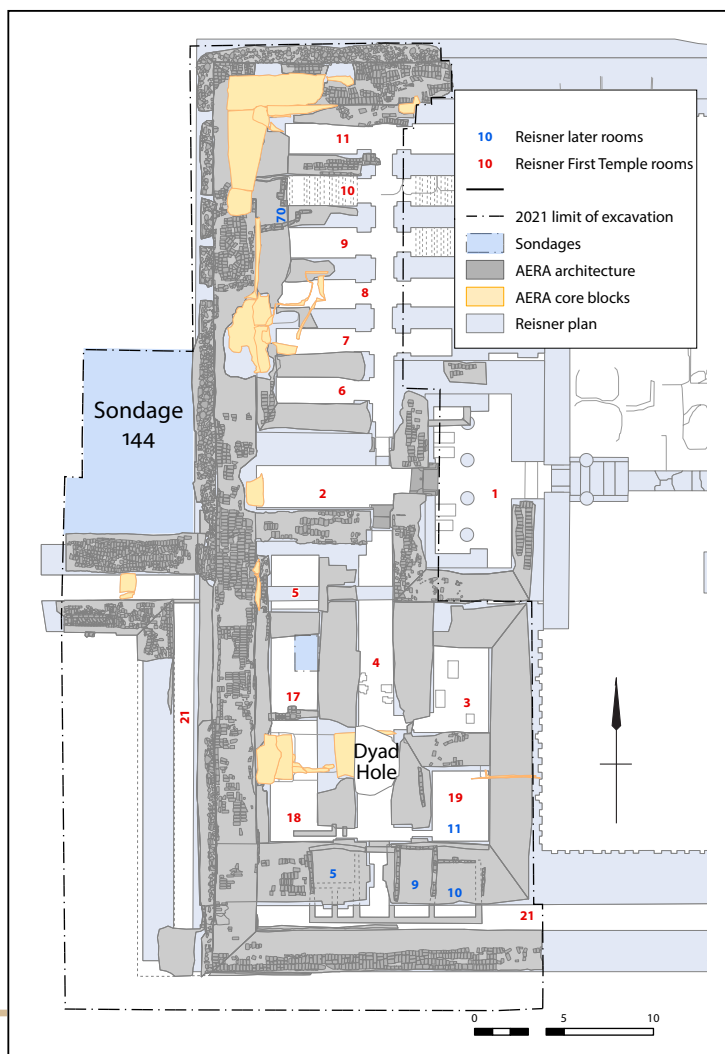 11
10 Reisner later rooms
10 Reisner First Temple rooms
2021 limit of excavation
Sondages
AERA architecture
AERA core blocks
Reisner plan
10
70
9
8
7
6
Sondage
144
2
1
5
4
17
3
21
Dyad
Hole
19
18
11
5
9
10
21
0 5 10